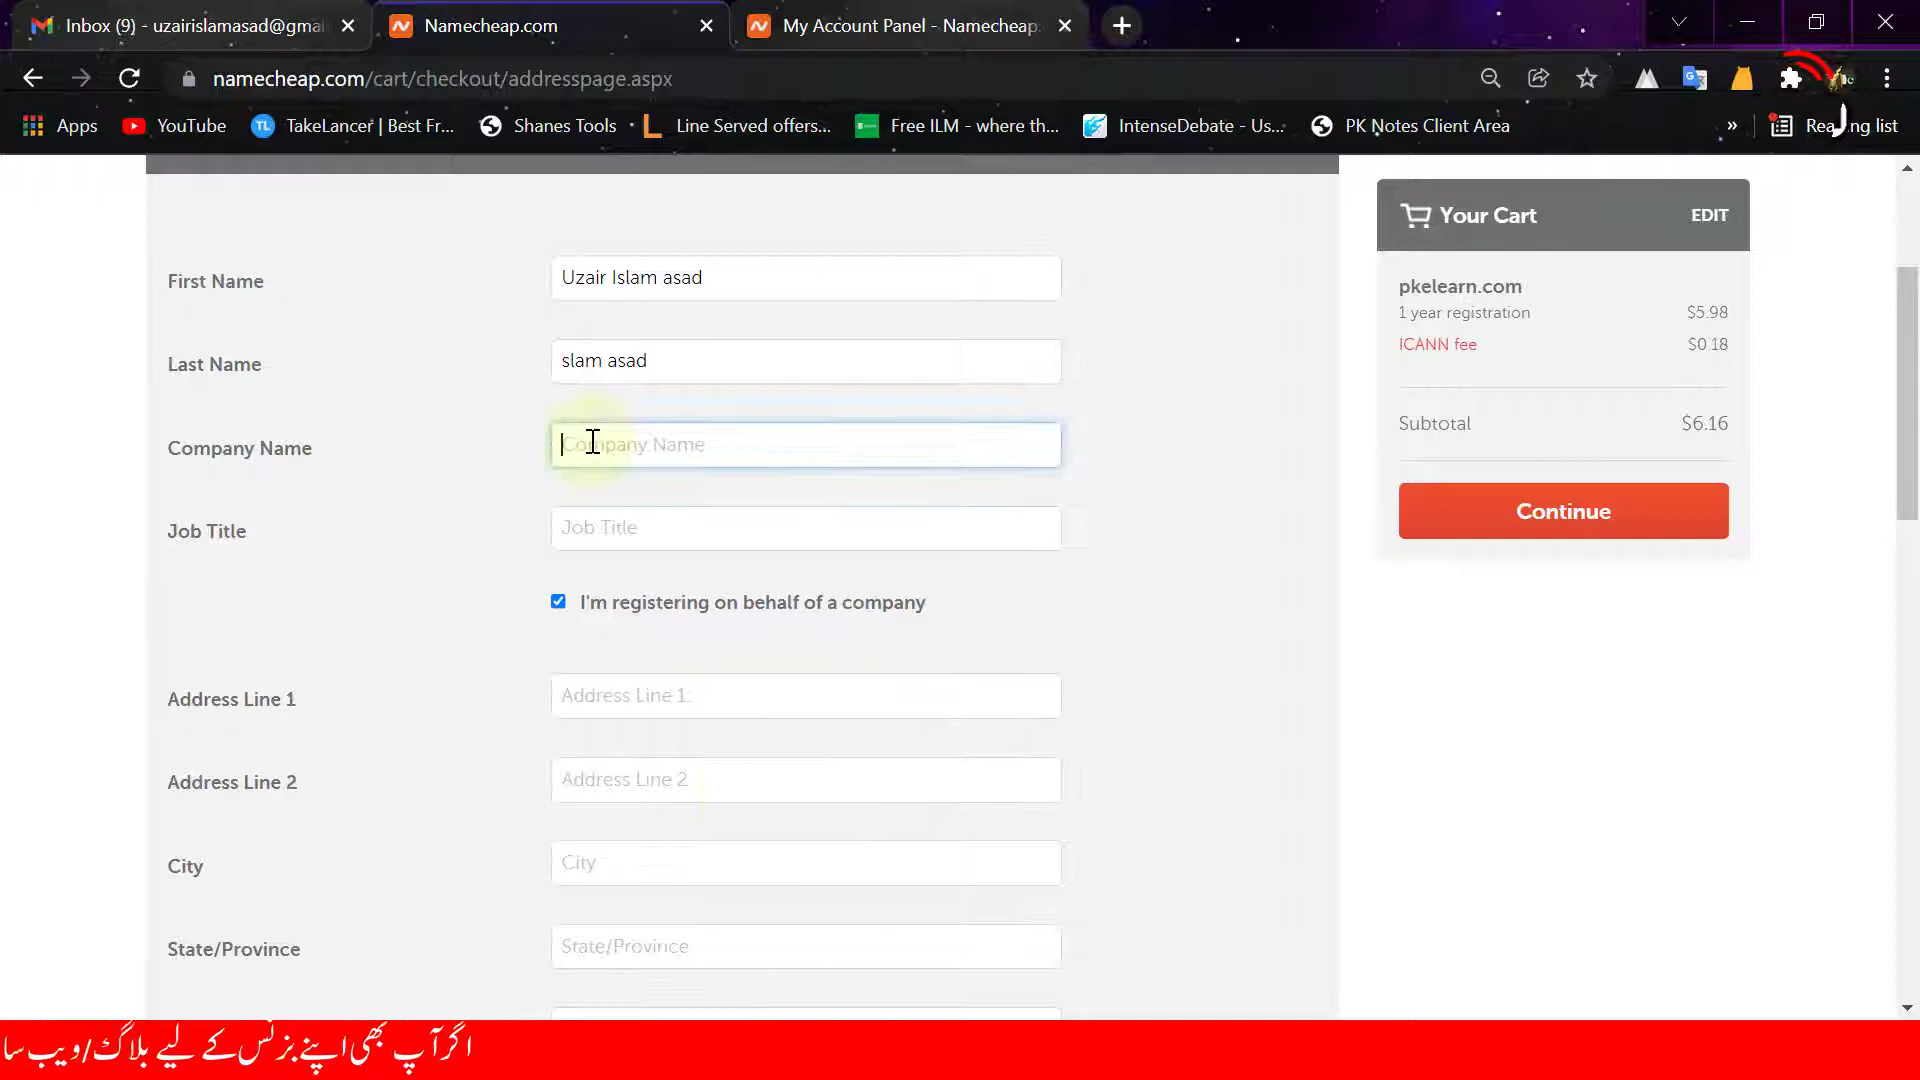 Inbox (9) - uzairislamasad@gmai
Namecheap.com
My Account Panel - Namecheap.
namecheap.com/cart/checkout/addresspage.aspx
Apps
YouTube
TakeLancer | Best Fr...
Shanes Tools
Line Served offers...
Free ILM - where th...
IntenseDebate - Us...
PK Notes Client Area
»
Reading list
First Name
Uzair Islam asad
Last Name
slam asad
Company Name
Company Name
Job Title
Job Title
I'm registering on behalf of a company
Address Line 1
Address Line 1
Address Line 2
Address Line 2
City
City
State/Province
State/Province
Your Cart
EDIT
pkelearn.com
1 year registration
$5.98
ICANN fee
$0.18
Subtotal
$6.16
Continue
اگر آپ بھی اپنے بزنس کے لیے بلاگ/ویب سا